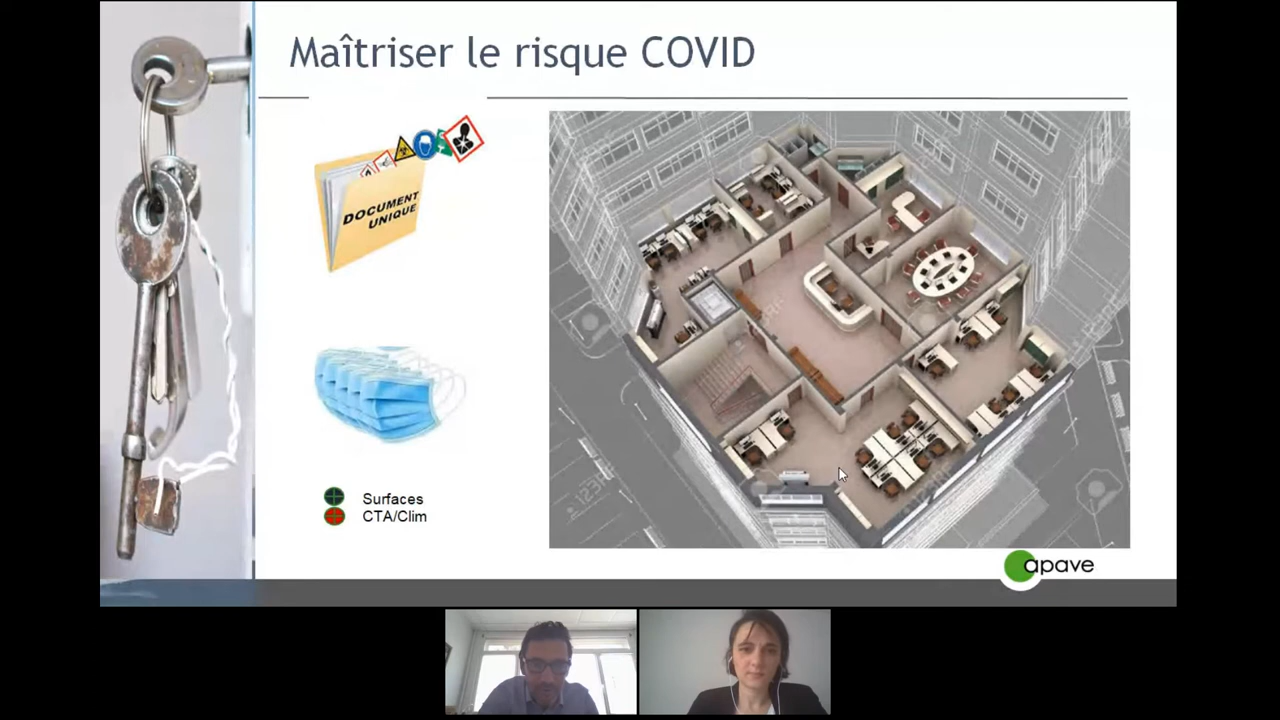 Maîtriser le risque COVID
DOCUMENT
UNIQUE
Surfaces
CTA/Clim
apave